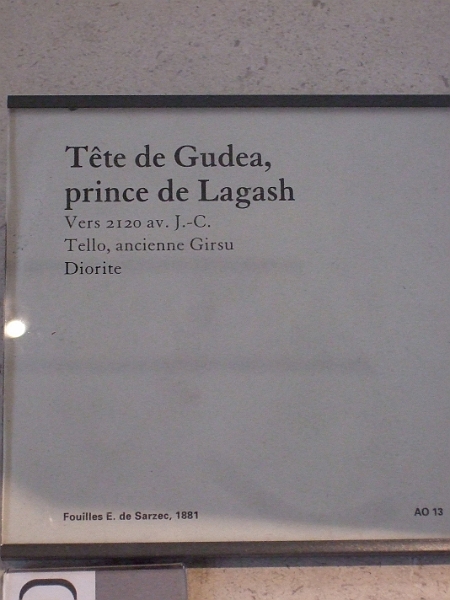 Tête de Gudea,
prince de Lagash
Vers 2120 av. J.-C.
Tello, ancienne Girsu
Diorite
Fouilles E. de Sarzec, 1881
AO 13